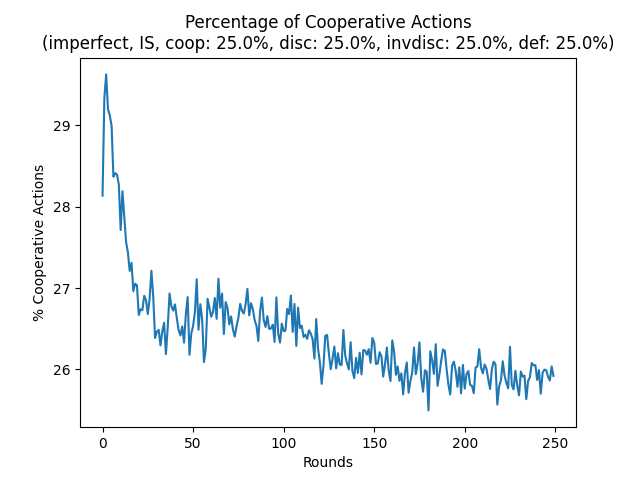 Percentage of Cooperative Actions
(imperfect, IS, coop: 25.0%, disc: 25.0%, invdisc: 25.0%, def: 25.0%)
% Cooperative Actions
29
28
27
26
0 50 100 150 200 250
Rounds